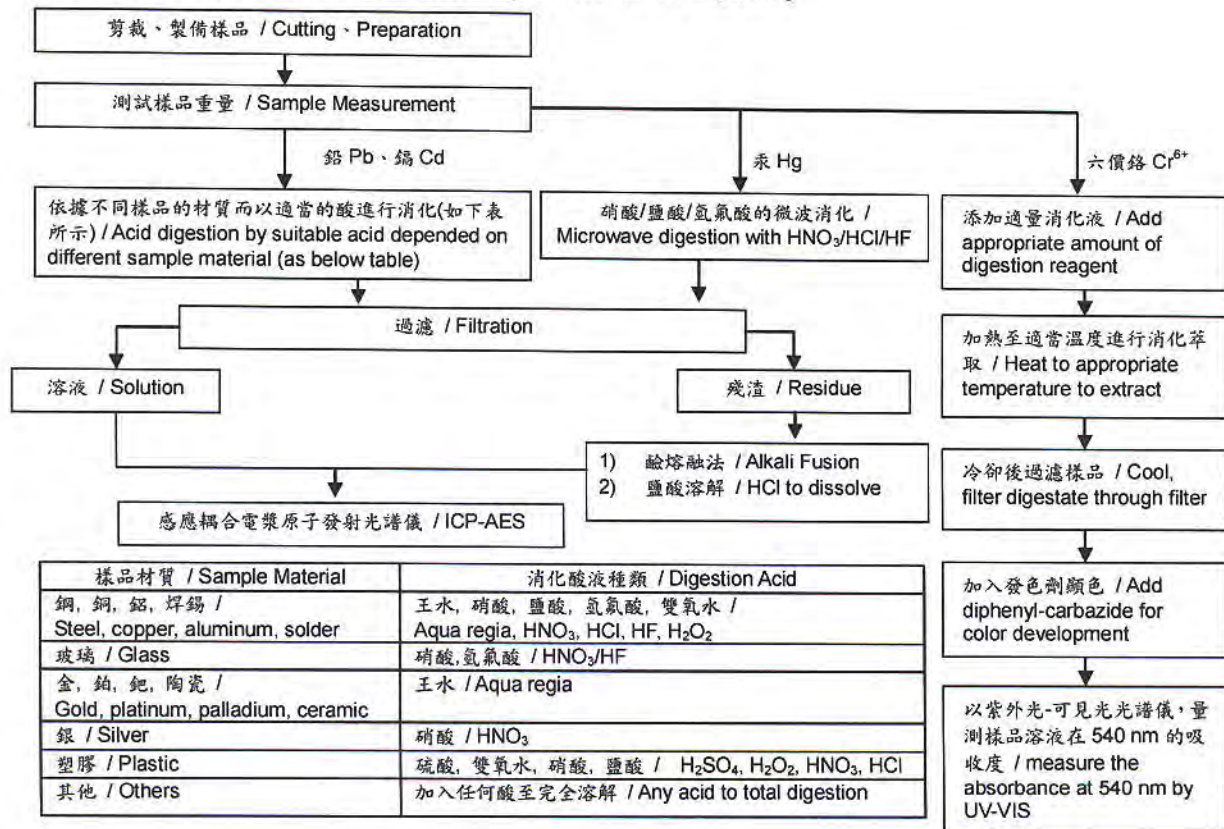 剪裁、製備樣品 / Cutting、Preparation
測試樣品重量 / Sample Measurement
鉛 Pb、鎘 Cd
汞 Hg
六價鉻 Cr⁶⁺
依據不同樣品的材質而以適當的酸進行消化(如下表
所示) / Acid digestion by suitable acid depended on
different sample material (as below table)
硝酸/鹽酸/氫氟酸的微波消化 /
Microwave digestion with HNO₃/HCl/HF
添加適量消化液 / Add
appropriate amount of
digestion reagent
過濾 / Filtration
加熱至適當溫度進行消化萃
取 / Heat to appropriate
temperature to extract
溶液 / Solution
殘渣 / Residue
1) 鹼熔融法 / Alkali Fusion
2) 鹽酸溶解 / HCl to dissolve
冷卻後過濾樣品 / Cool,
filter digestate through filter
感應耦合電漿原子發射光譜儀 / ICP-AES
樣品材質 / Sample Material
消化酸液種類 / Digestion Acid
鋼, 銅, 鋁, 焊錫 /
Steel, copper, aluminum, solder
王水, 硝酸, 鹽酸, 氫氟酸, 雙氧水 /
Aqua regia, HNO₃, HCl, HF, H₂O₂
玻璃 / Glass
硝酸,氫氟酸 / HNO₃/HF
金, 鉑, 鈀, 陶瓷 /
Gold, platinum, palladium, ceramic
王水 / Aqua regia
銀 / Silver
硝酸 / HNO₃
塑膠 / Plastic
硫酸, 雙氧水, 硝酸, 鹽酸 / H₂SO₄, H₂O₂, HNO₃, HCl
其他 / Others
加入任何酸至完全溶解 / Any acid to total digestion
加入發色劑顯色 / Add
diphenyl-carbazide for
color development
以紫外光-可見光光譜儀,量
測樣品溶液在 540 nm 的吸
收度 / measure the
absorbance at 540 nm by
UV-VIS